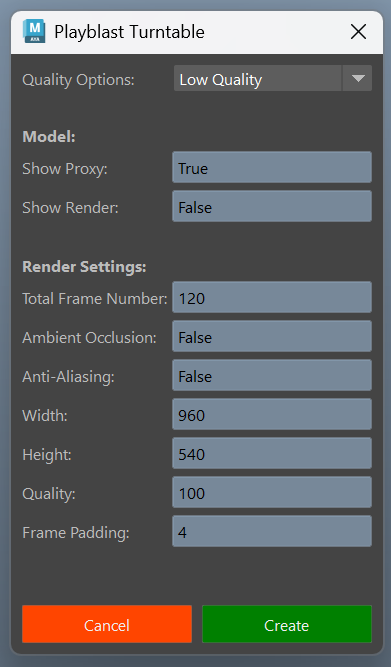 M
AYA
Playblast Turntable
Quality Options: Low Quality
Model:
Show Proxy: True
Show Render: False
Render Settings:
Total Frame Number: 120
Ambient Occlusion: False
Anti-Aliasing: False
Width: 960
Height: 540
Quality: 100
Frame Padding: 4
Cancel Create